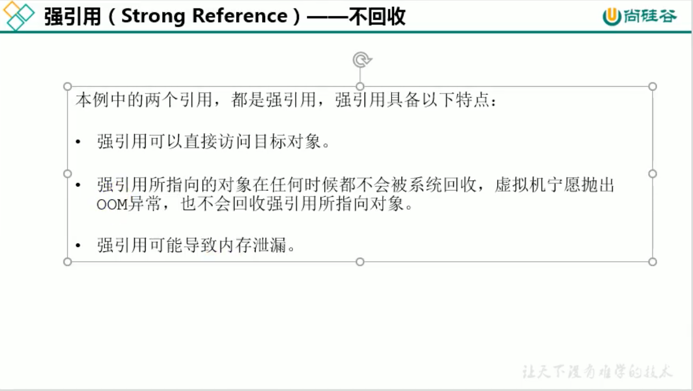 强引用（Strong Reference）——不回收
尚硅谷
本例中的两个引用，都是强引用，强引用具备以下特点：
• 强引用可以直接访问目标对象。
• 强引用所指向的对象在任何时候都不会被系统回收，虚拟机宁愿抛出
OOM异常，也不会回收强引用所指向对象。
• 强引用可能导致内存泄漏。
让天下没有难学的技术